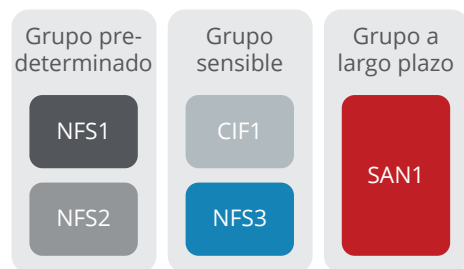 Grupo pre-
determinado
NFS1
NFS2
Grupo
sensible
CIF1
NFS3
Grupo a
largo plazo
SAN1